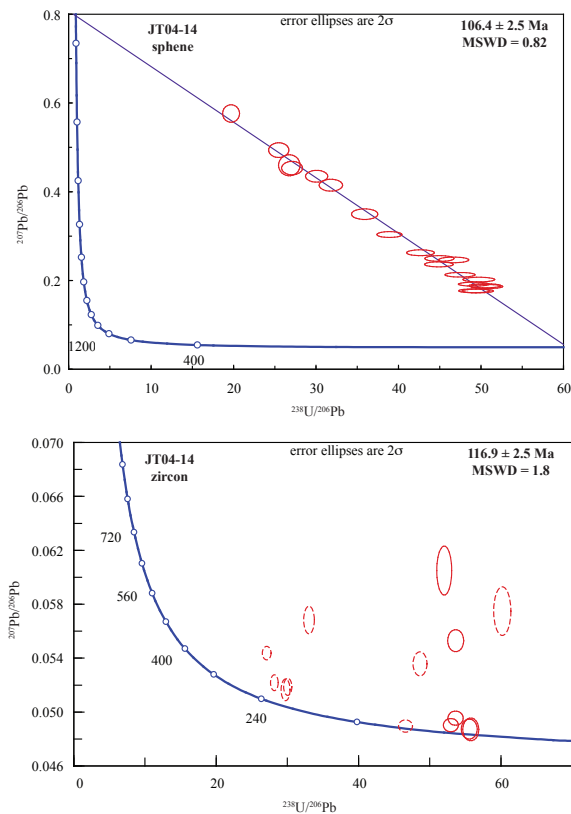 JT04-14
sphene
error ellipses are 2σ
106.4 ± 2.5 Ma
MSWD = 0.82
0.8
0.6
0.4
0.2
0.0
²⁰⁷Pb/²⁰⁶Pb
1200
400
0
10
20
30
40
50
60
²³⁸U/²⁰⁶Pb
JT04-14
zircon
error ellipses are 2σ
116.9 ± 2.5 Ma
MSWD = 1.8
0.070
0.066
0.062
0.058
0.054
0.050
0.046
²⁰⁷Pb/²⁰⁶Pb
720
560
400
240
0
10
20
30
40
50
60
²³⁸U/²⁰⁶Pb